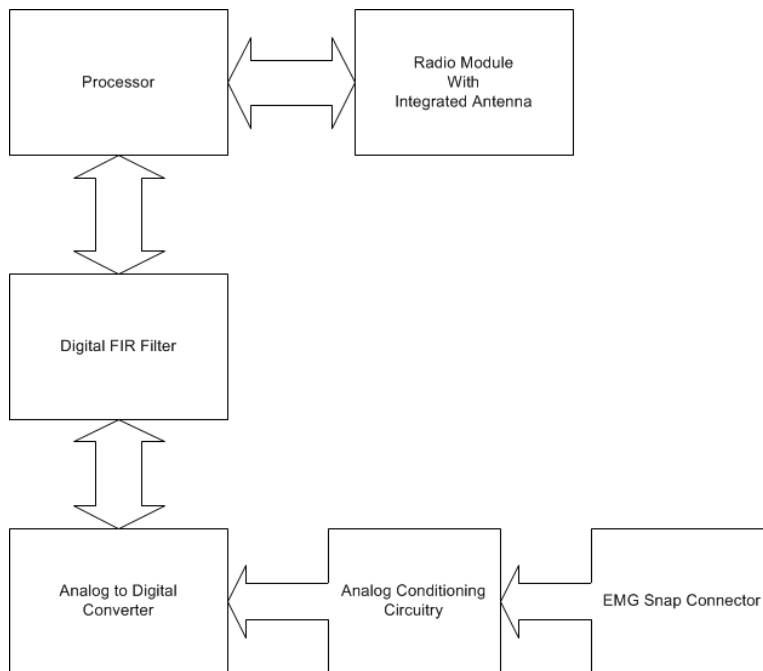 Processor
Radio Module
With
Integrated Antenna
Digital FIR Filter
Analog to Digital
Converter
Analog Conditioning
Circuitry
EMG Snap Connector